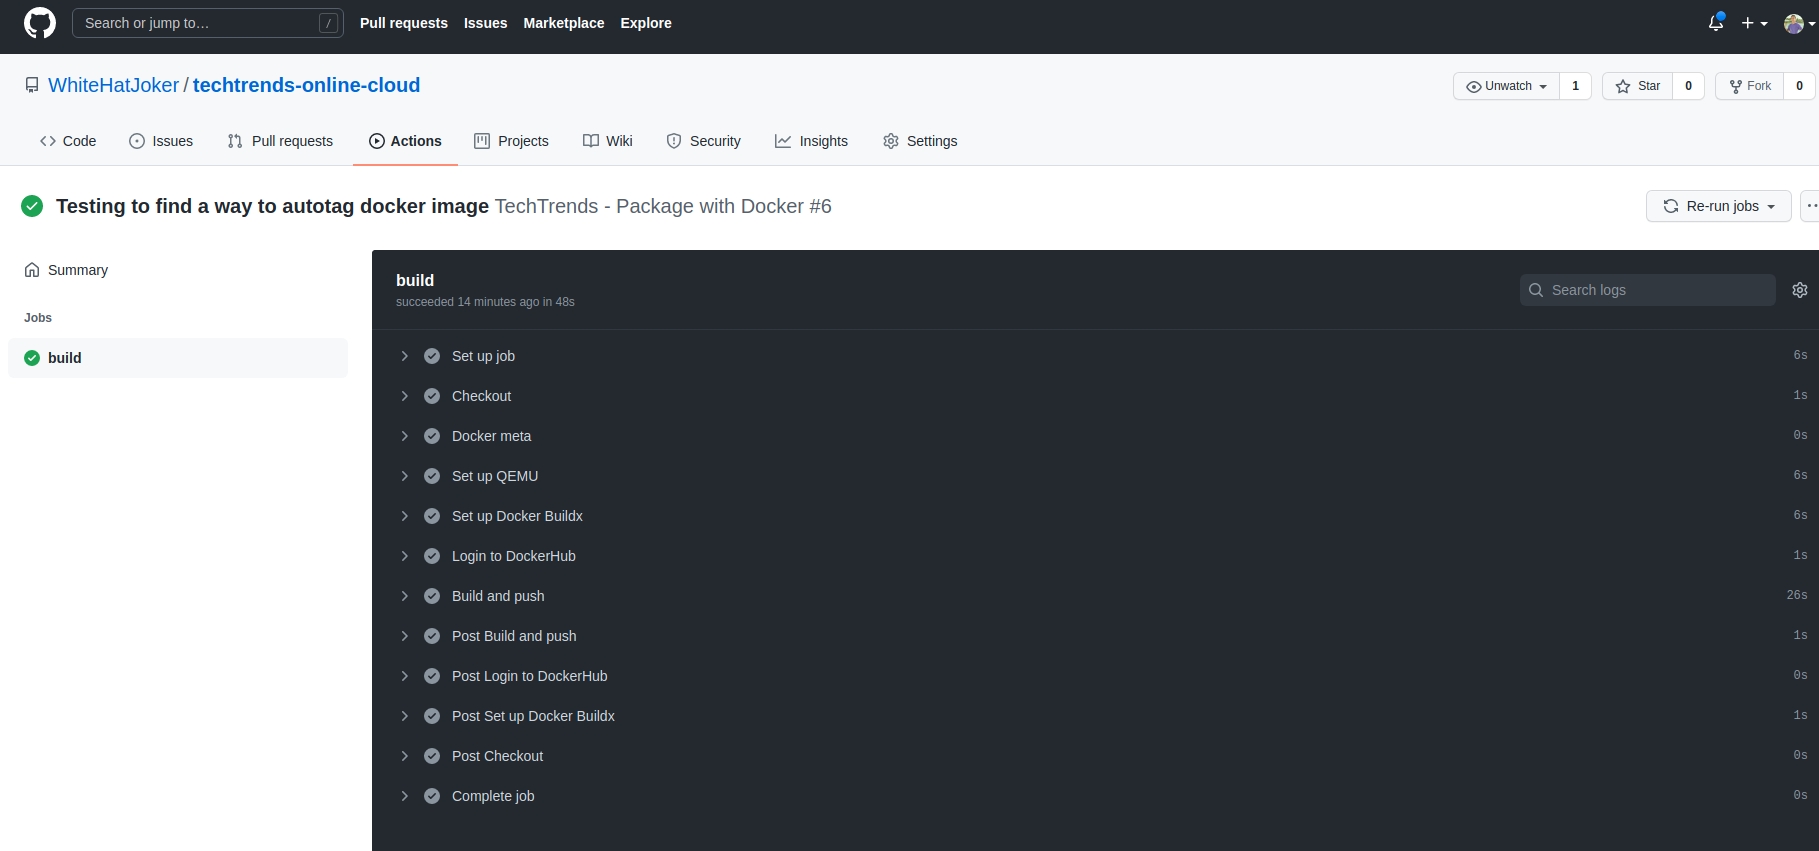 Search or jump to… /
Pull requests Issues Marketplace Explore
WhiteHatJoker / techtrends-online-cloud
Unwatch 1 Star 0 Fork 0
Code Issues Pull requests Actions Projects Wiki Security Insights Settings
Testing to find a way to autotag docker image TechTrends - Package with Docker #6
Re-run jobs
Summary
Jobs
build
build
succeeded 14 minutes ago in 48s
Search logs
Set up job 6s
Checkout 1s
Docker meta 0s
Set up QEMU 6s
Set up Docker Buildx 6s
Login to DockerHub 1s
Build and push 26s
Post Build and push 1s
Post Login to DockerHub 0s
Post Set up Docker Buildx 1s
Post Checkout 0s
Complete job 0s